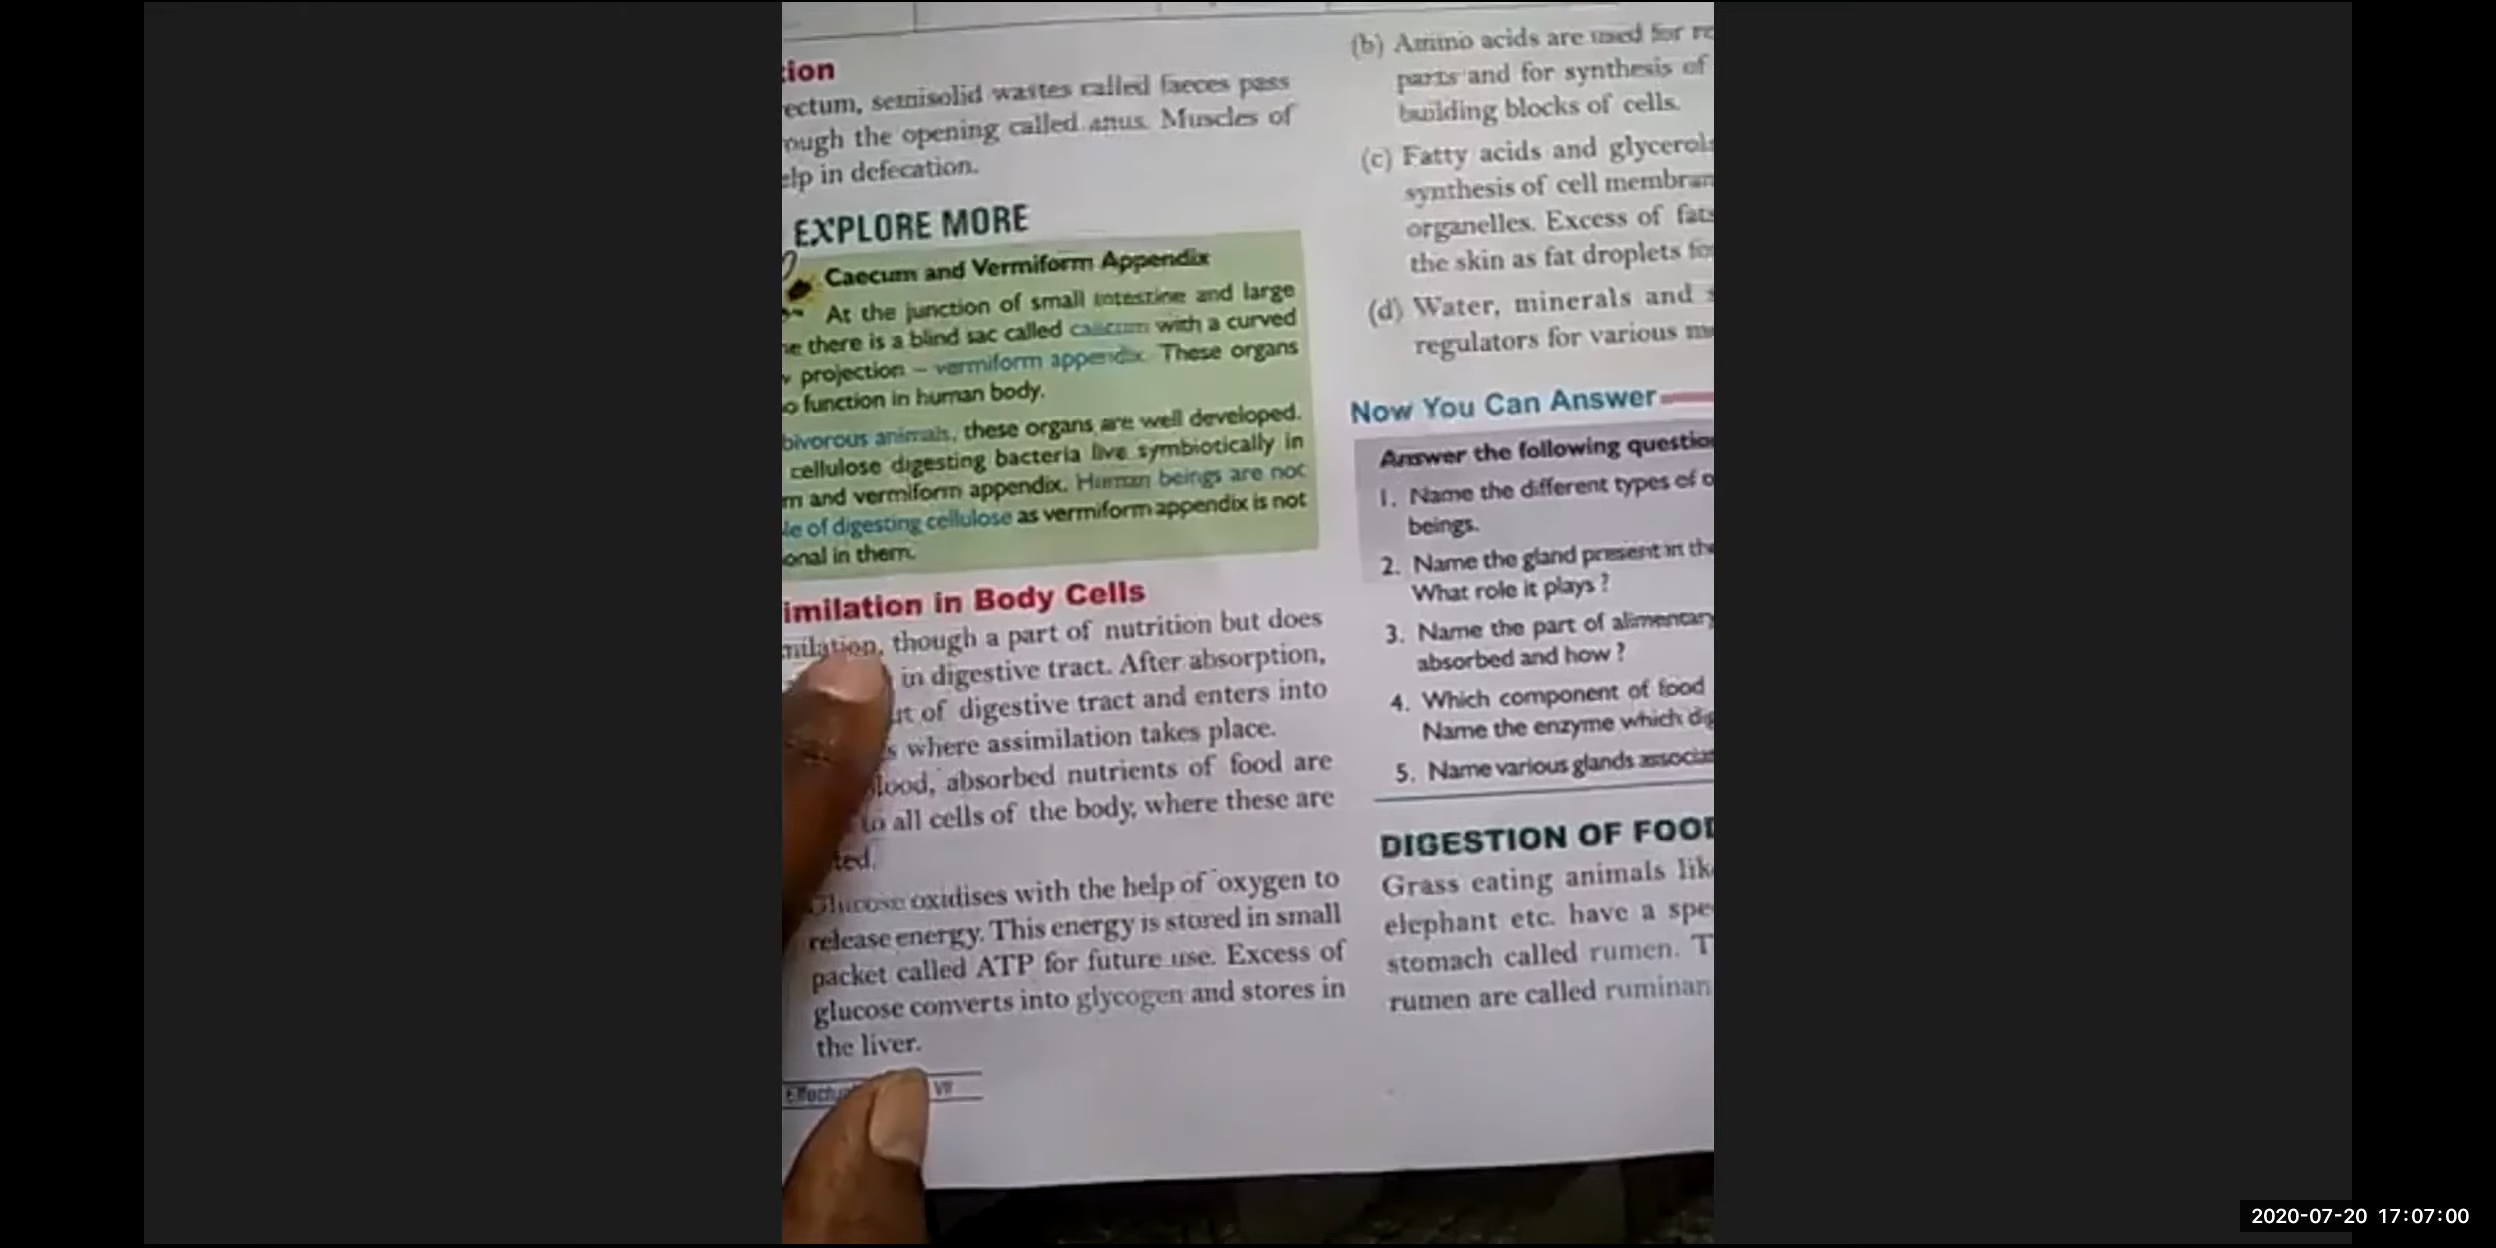 tion
ectum, semisolid wastes called faeces pass
ough the opening called anus. Muscles of
elp in defecation.
EXPLORE MORE
Caecum and Vermiform Appendix
At the junction of small intestine and large
e there is a blind sac called caecum with a curved
projection – vermiform appendix. These organs
o function in human body.
bivorous animals, these organs are well developed.
cellulose digesting bacteria live symbiotically in
m and vermiform appendix. Human beings are not
le of digesting cellulose as vermiform appendix is not
onal in them.
imilation in Body Cells
milation, though a part of nutrition but does
in digestive tract. After absorption,
ut of digestive tract and enters into
s where assimilation takes place.
lood, absorbed nutrients of food are
to all cells of the body, where these are
ted.
Glucose oxidises with the help of oxygen to
release energy. This energy is stored in small
packet called ATP for future use. Excess of
glucose converts into glycogen and stores in
the liver.
VII
(b) Amino acids are used for re
parts and for synthesis of
building blocks of cells.
(c) Fatty acids and glycerol
synthesis of cell membran
organelles. Excess of fats
the skin as fat droplets for
(d) Water, minerals and
regulators for various m
Now You Can Answer
Answer the following questio
1. Name the different types of
beings.
2. Name the gland present in the
What role it plays ?
3. Name the part of alimentary
absorbed and how ?
4. Which component of food
Name the enzyme which dig
5. Name various glands associa
DIGESTION OF FOOD
Grass eating animals lik
elephant etc. have a spe
stomach called rumen. T
rumen are called ruminan
2020-07-20 17:07:00